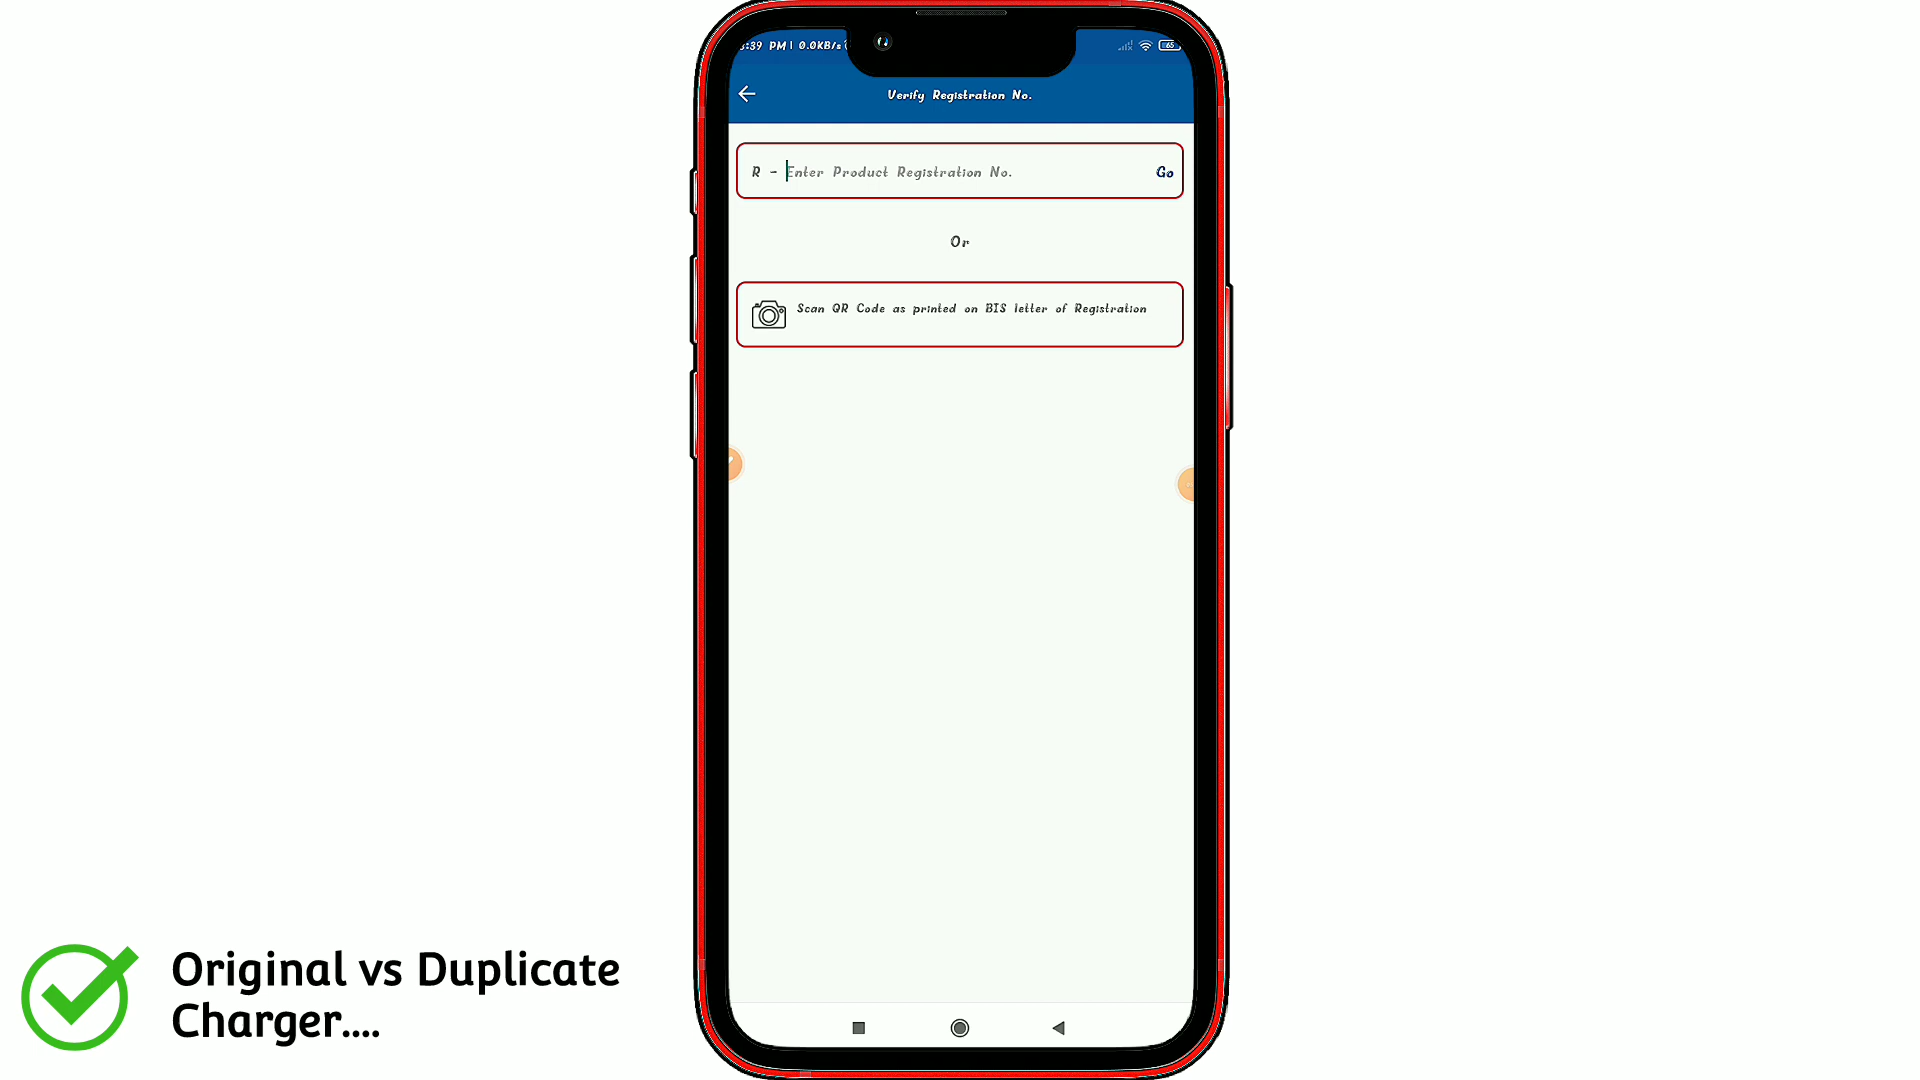 :39 PM | 0.0KB/s
65
Verify Registration No.
R - Enter Product Registration No.
Go
Or
Scan QR Code as printed on BIS letter of Registration
Original vs Duplicate
Charger....